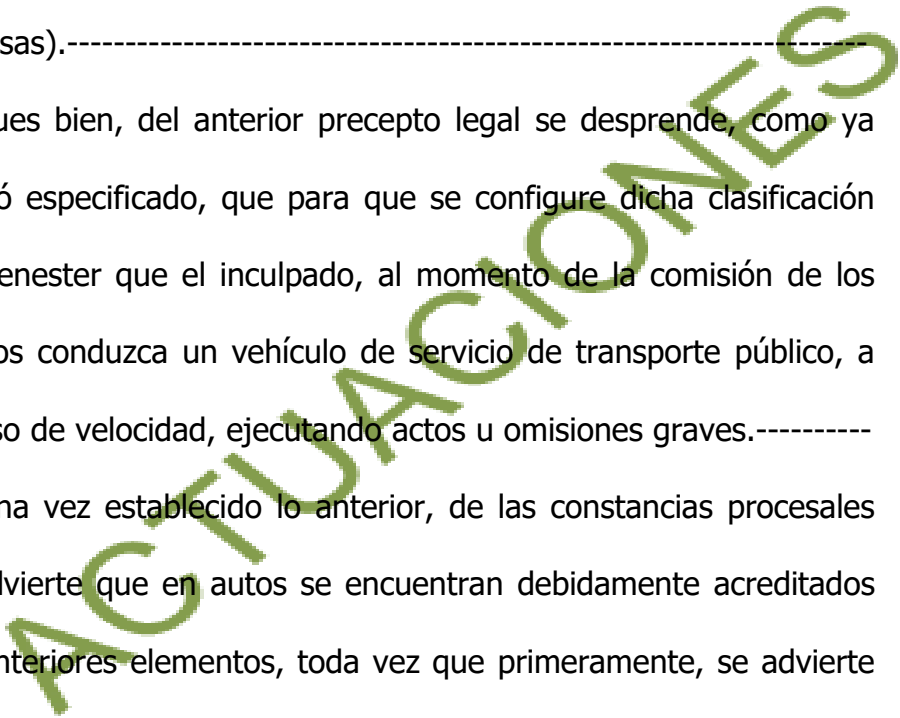 sas).---------------------------------------------------------------------
ues bien, del anterior precepto legal se desprende, como ya
ó especificado, que para que se configure dicha clasificación
enester que el inculpado, al momento de la comisión de los
os conduzca un vehículo de servicio de transporte público, a
so de velocidad, ejecutando actos u omisiones graves.----------
na vez establecido lo anterior, de las constancias procesales
dvierte que en autos se encuentran debidamente acreditados
nteriores elementos, toda vez que primeramente, se advierte
ACTUACIONES